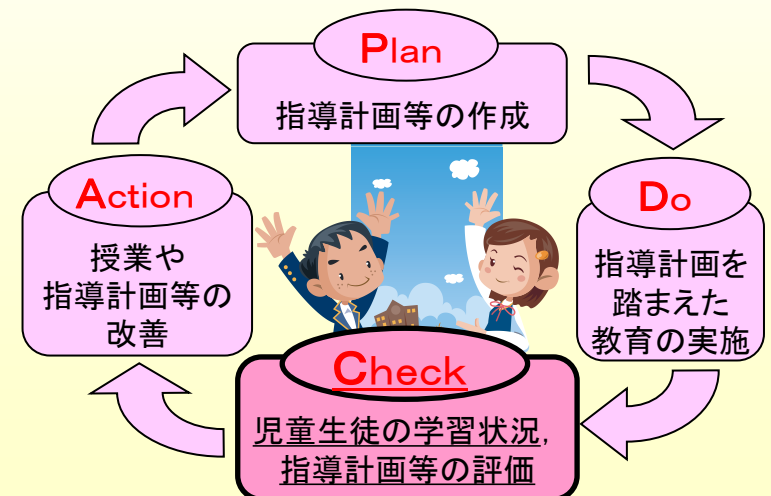 Plan
指導計画等の作成
Do
指導計画を
踏まえた
教育の実施
Check
児童生徒の学習状況,
指導計画等の評価
Action
授業や
指導計画等の
改善